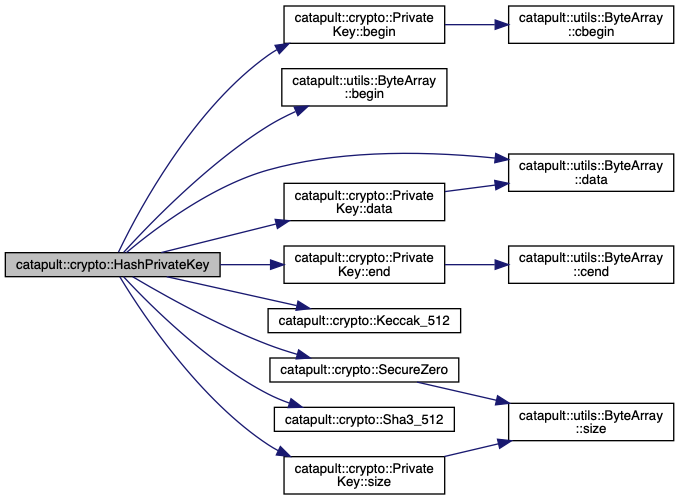 catapult::crypto::HashPrivateKey
catapult::crypto::Private
Key::begin
catapult::utils::ByteArray
::cbegin
catapult::utils::ByteArray
::begin
catapult::utils::ByteArray
::data
catapult::crypto::Private
Key::data
catapult::crypto::Private
Key::end
catapult::utils::ByteArray
::cend
catapult::crypto::Keccak_512
catapult::crypto::SecureZero
catapult::utils::ByteArray
::size
catapult::crypto::Sha3_512
catapult::crypto::Private
Key::size